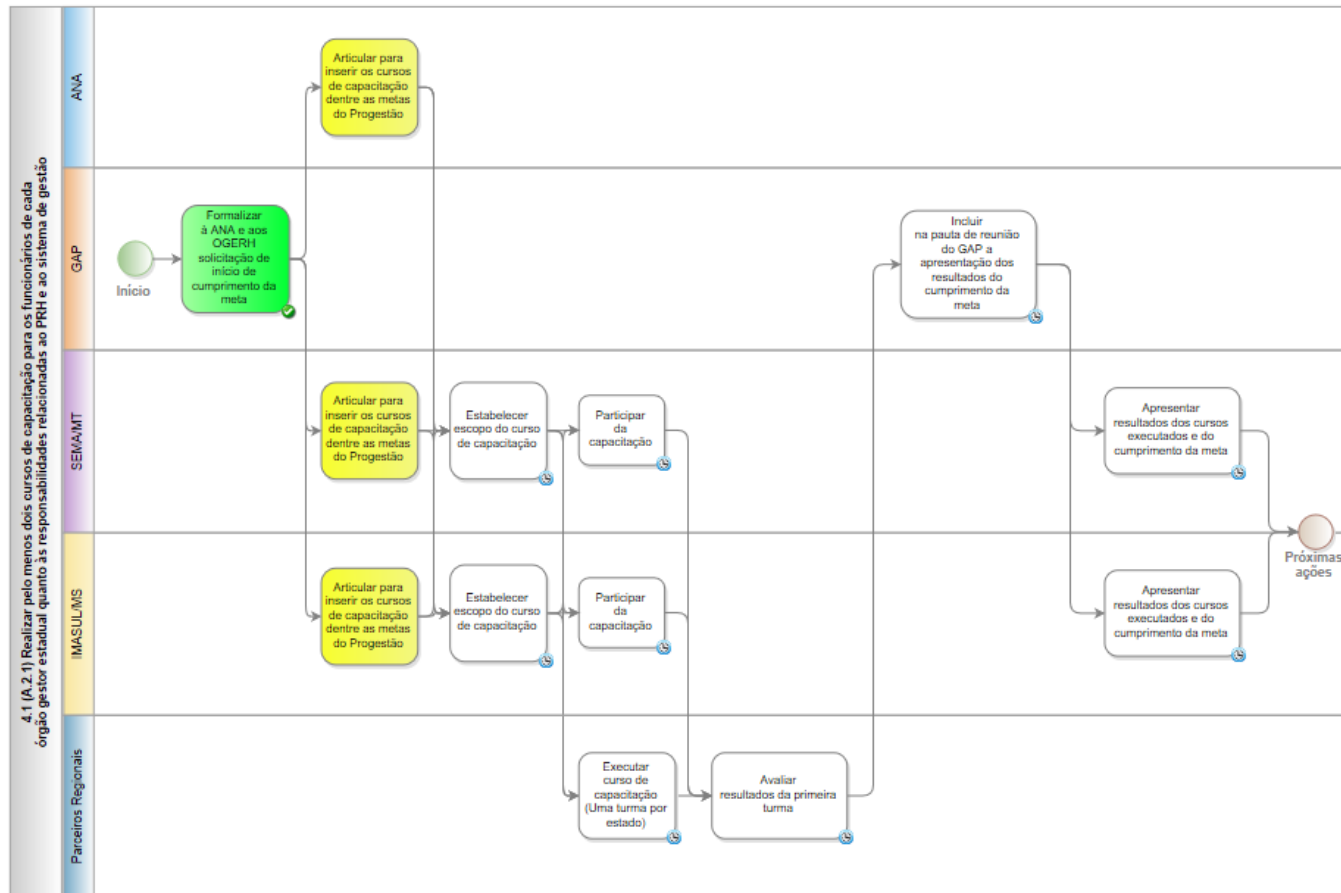 4.1 (A.2.1) Realizar pelo menos dois cursos de capacitação para os funcionários de cada
órgão gestor estadual quanto às responsabilidades relacionadas ao PRH e ao sistema de gestão
ANA
Articular para
inserir os cursos
de capacitação
dentre as metas
do Progestão
GAP
Início
Formalizar
à ANA e aos
OGERH
solicitação de
início de
cumprimento da
meta
Incluir
na pauta de reunião
do GAP a
apresentação dos
resultados do
cumprimento da
meta
SEMA/MT
Articular para
inserir os cursos
de capacitação
dentre as metas
do Progestão
Estabelecer
escopo do curso
de capacitação
Participar
da
capacitação
Apresentar
resultados dos cursos
executados e do
cumprimento da meta
Próximas
ações
IMASUL/MS
Articular para
inserir os cursos
de capacitação
dentre as metas
do Progestão
Estabelecer
escopo do curso
de capacitação
Participar
da
capacitação
Apresentar
resultados dos cursos
executados e do
cumprimento da meta
Parceiros Regionais
Executar
curso de
capacitação
(Uma turma por
estado)
Avaliar
resultados da primeira
turma